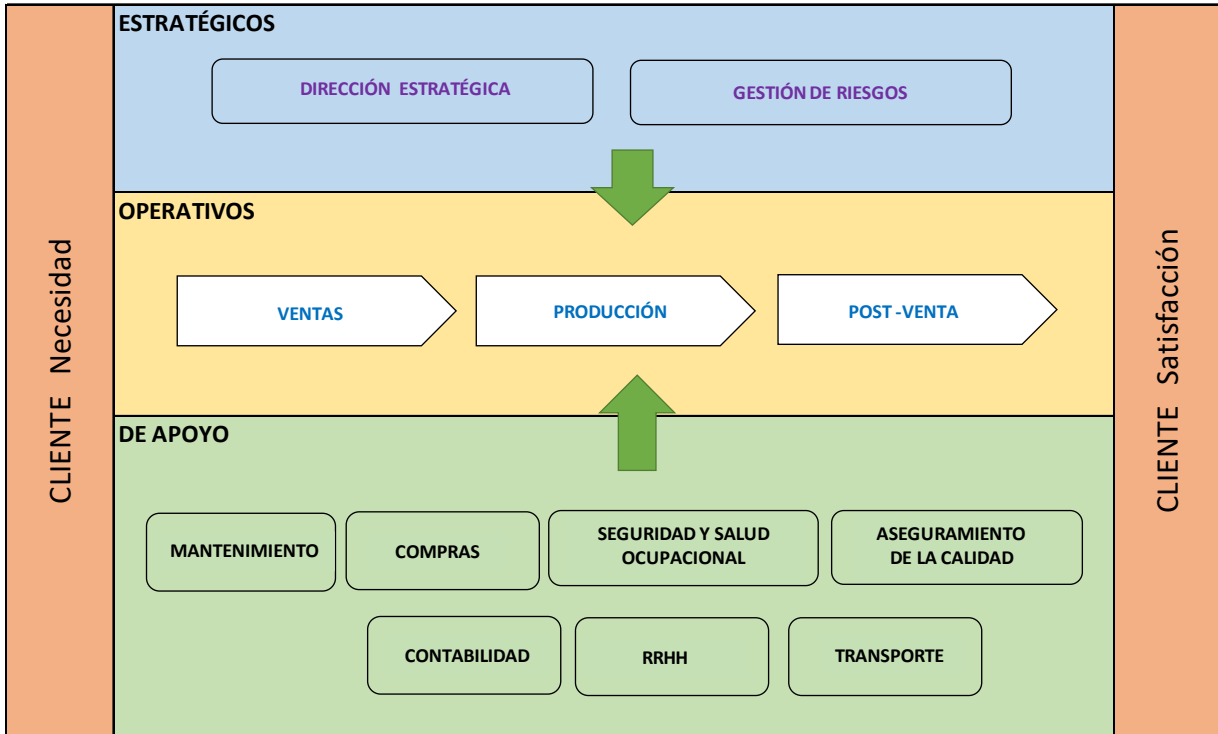 ESTRATÉGICOS
DIRECCIÓN ESTRATÉGICA
GESTIÓN DE RIESGOS
CLIENTE Necesidad
OPERATIVOS
VENTAS
PRODUCCIÓN
POST -VENTA
CLIENTE Satisfacción
DE APOYO
MANTENIMIENTO
COMPRAS
SEGURIDAD Y SALUD
OCUPACIONAL
ASEGURAMIENTO
DE LA CALIDAD
CONTABILIDAD
RRHH
TRANSPORTE